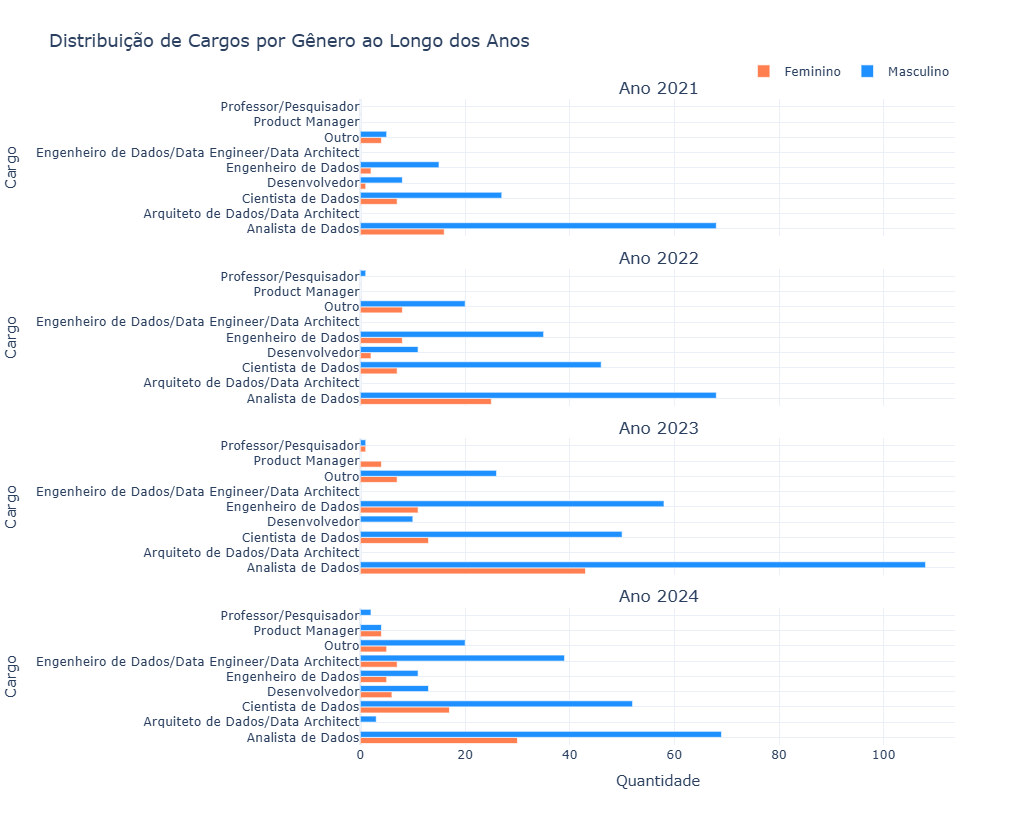 Distribuição de Cargos por Gênero ao Longo dos Anos
Feminino
Masculino
Ano 2021
Cargo
Professor/Pesquisador
Product Manager
Outro
Engenheiro de Dados/Data Engineer/Data Architect
Engenheiro de Dados
Desenvolvedor
Cientista de Dados
Arquiteto de Dados/Data Architect
Analista de Dados
Ano 2022
Cargo
Professor/Pesquisador
Product Manager
Outro
Engenheiro de Dados/Data Engineer/Data Architect
Engenheiro de Dados
Desenvolvedor
Cientista de Dados
Arquiteto de Dados/Data Architect
Analista de Dados
Ano 2023
Cargo
Professor/Pesquisador
Product Manager
Outro
Engenheiro de Dados/Data Engineer/Data Architect
Engenheiro de Dados
Desenvolvedor
Cientista de Dados
Arquiteto de Dados/Data Architect
Analista de Dados
Ano 2024
Cargo
Professor/Pesquisador
Product Manager
Outro
Engenheiro de Dados/Data Engineer/Data Architect
Engenheiro de Dados
Desenvolvedor
Cientista de Dados
Arquiteto de Dados/Data Architect
Analista de Dados
0 20 40 60 80 100
Quantidade